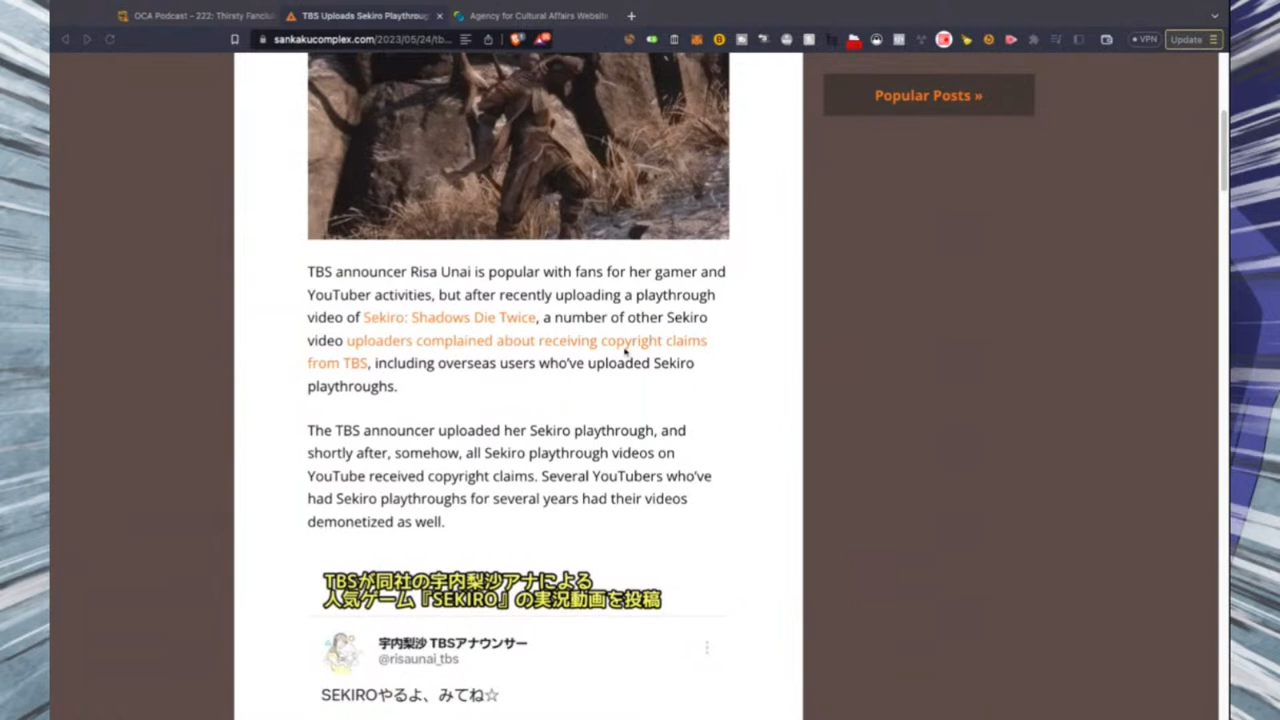 OCA Podcast – 222: Thirsty Fanclu
TBS Uploads Sekiro Playthroug
Agency for Cultural Affairs Website
sankakucomplex.com/2023/05/24/tb...
VPN
Update
Popular Posts »
TBS announcer Risa Unai is popular with fans for her gamer and
YouTuber activities, but after recently uploading a playthrough
video of Sekiro: Shadows Die Twice, a number of other Sekiro
video uploaders complained about receiving copyright claims
from TBS, including overseas users who've uploaded Sekiro
playthroughs.
The TBS announcer uploaded her Sekiro playthrough, and
shortly after, somehow, all Sekiro playthrough videos on
YouTube received copyright claims. Several YouTubers who've
had Sekiro playthroughs for several years had their videos
demonetized as well.
TBSが同社の宇内梨沙アナによる
人気ゲーム『SEKIRO』の実況動画を投稿
宇内梨沙 TBSアナウンサー
@risaunai_tbs
SEKIROやるよ、みてね☆